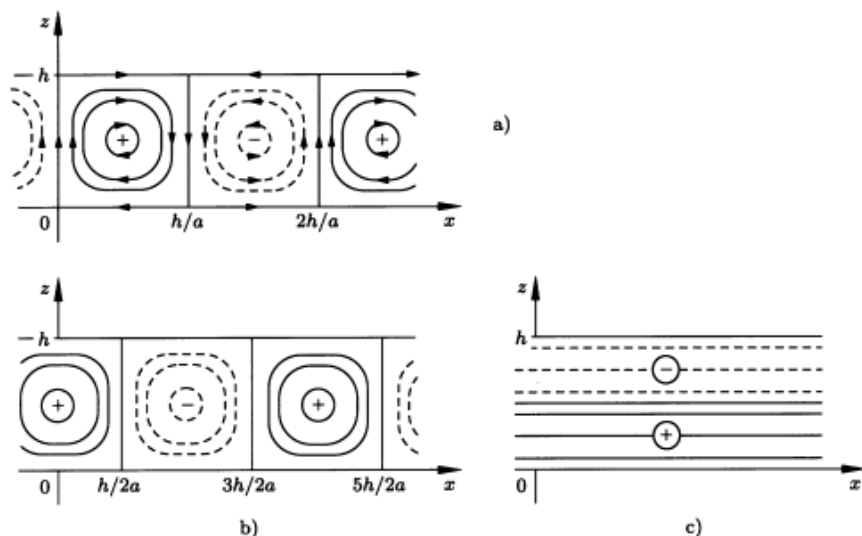 z
h
+
−
+
a)
0
h/a
2h/a
x
z
h
+
−
+
0
h/2a
3h/2a
5h/2a
x
b)
z
h
−
+
0
x
c)